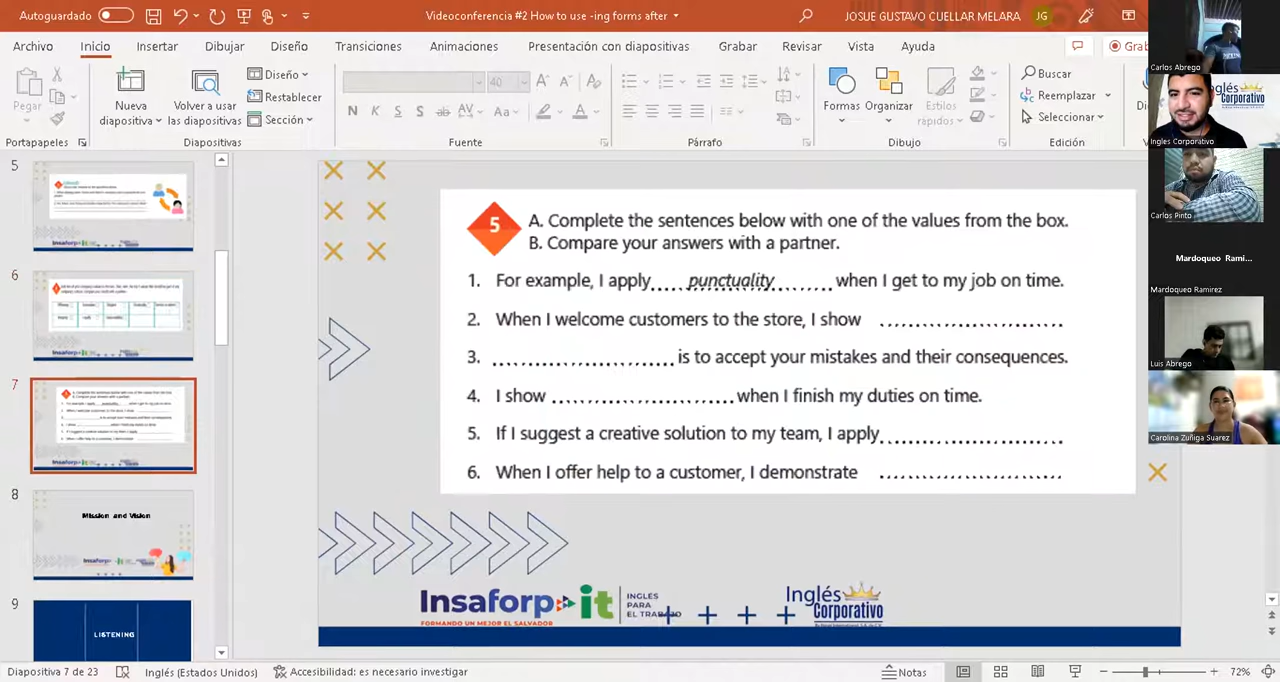 Autoguardado
Videoconferencia #2 How to use -ing forms after
JOSUE GUSTAVO CUELLAR MELARA
JG
Archivo
Inicio
Insertar
Dibujar
Diseño
Transiciones
Animaciones
Presentación con diapositivas
Grabar
Revisar
Vista
Ayuda
Pegar
Portapapeles
Nueva
diapositiva
Volver a usar
las diapositivas
Diseño
Restablecer
Sección
Diapositivas
40
N K S S ab AV Aa A
Fuente
Párrafo
Formas
Organizar
Estilos
rápidos
Dibujo
Buscar
Reemplazar
Seleccionar
Edición
5
6
7
8
Mission and Vision
9
LISTENING
5
A. Complete the sentences below with one of the values from the box.
B. Compare your answers with a partner.
1. For example, I apply punctuality when I get to my job on time.
2. When I welcome customers to the store, I show
3. is to accept your mistakes and their consequences.
4. I show when I finish my duties on time.
5. If I suggest a creative solution to my team, I apply
6. When I offer help to a customer, I demonstrate
Insaforp it
FORMANDO UN MEJOR EL SALVADOR
INGLÉS
PARA
EL TRABAJO
Inglés
Corporativo
Carlos Abrego
Inglés
Corporativo
Ingles Corporativo
Carlos Pinto
Mardoqueo Rami...
Mardoqueo Ramirez
Luis Abrego
Carolina Zuñiga Suarez
Diapositiva 7 de 23
Inglés (Estados Unidos)
Accesibilidad: es necesario investigar
Notas
72%